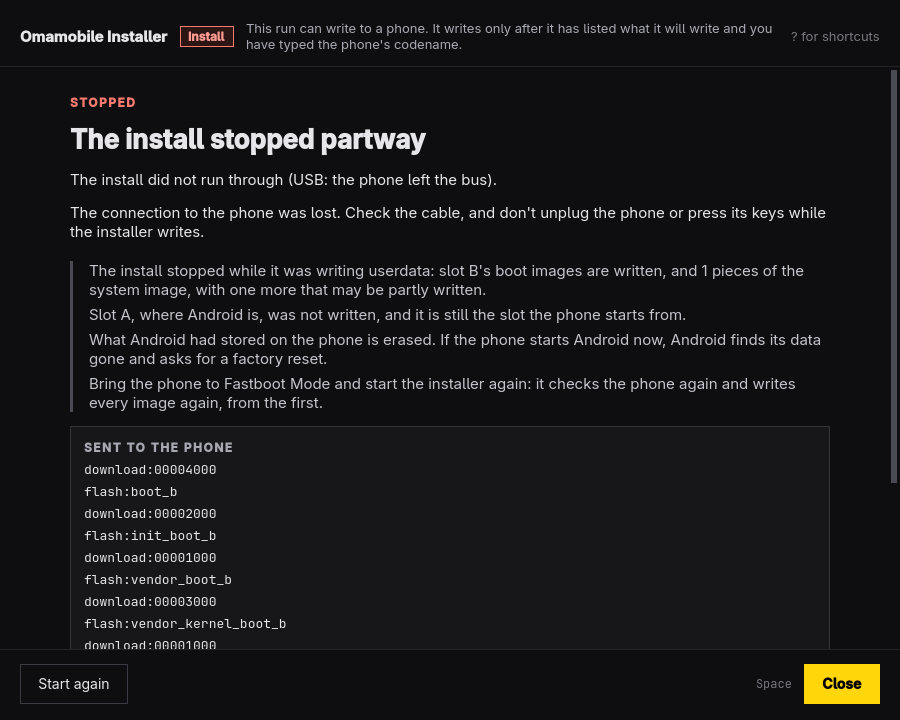 Omamobile Installer
Install
This run can write to a phone. It writes only after it has listed what it will write and you
have typed the phone's codename.
? for shortcuts
STOPPED
The install stopped partway
The install did not run through (USB: the phone left the bus).
The connection to the phone was lost. Check the cable, and don't unplug the phone or press its keys while
the installer writes.
The install stopped while it was writing userdata: slot B's boot images are written, and 1 pieces of the
system image, with one more that may be partly written.
Slot A, where Android is, was not written, and it is still the slot the phone starts from.
What Android had stored on the phone is erased. If the phone starts Android now, Android finds its data
gone and asks for a factory reset.
Bring the phone to Fastboot Mode and start the installer again: it checks the phone again and writes
every image again, from the first.
SENT TO THE PHONE
download:00004000
flash:boot_b
download:00002000
flash:init_boot_b
download:00001000
flash:vendor_boot_b
download:00003000
flash:vendor_kernel_boot_b
download:00001000
Start again
Space
Close